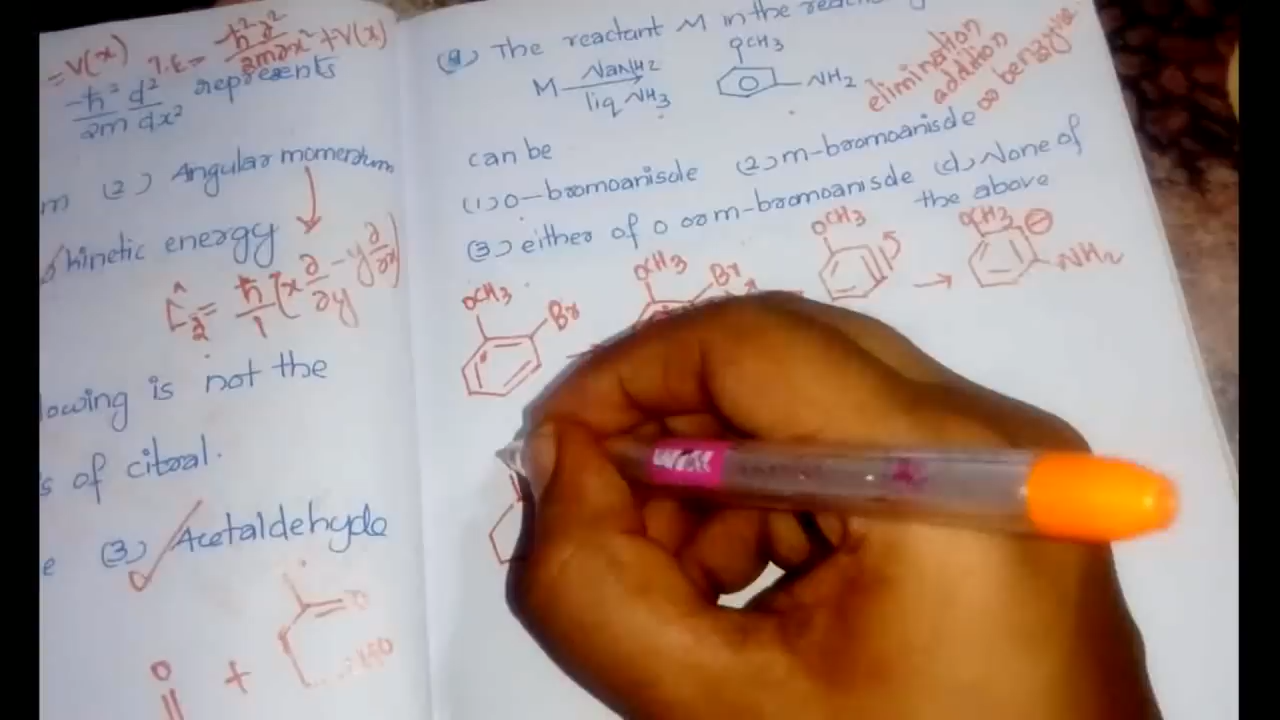 = V(x) T.E = -ħ² ∂² / 2m ∂x² + V(x)
-ħ²/2m d²/dx² represents
m (2) Angular momentum
kinetic energy
L̂z = ħ/i (x ∂/∂y - y ∂/∂x)
lowing is not the
s of citral.
e (3) Acetaldehyde
O
+
(9) The reactant M in the
M NaNH2 / liq NH3 → OCH3 NH2
elimination
addition
or benzyne
can be
(1) o-bromoanisole (2) m-bromoanisole
(3) either of o or m-bromoanisole (d) None of
the above
OCH3 Br
OCH3 Br
OCH3
→ OCH3 ⊖ NH2